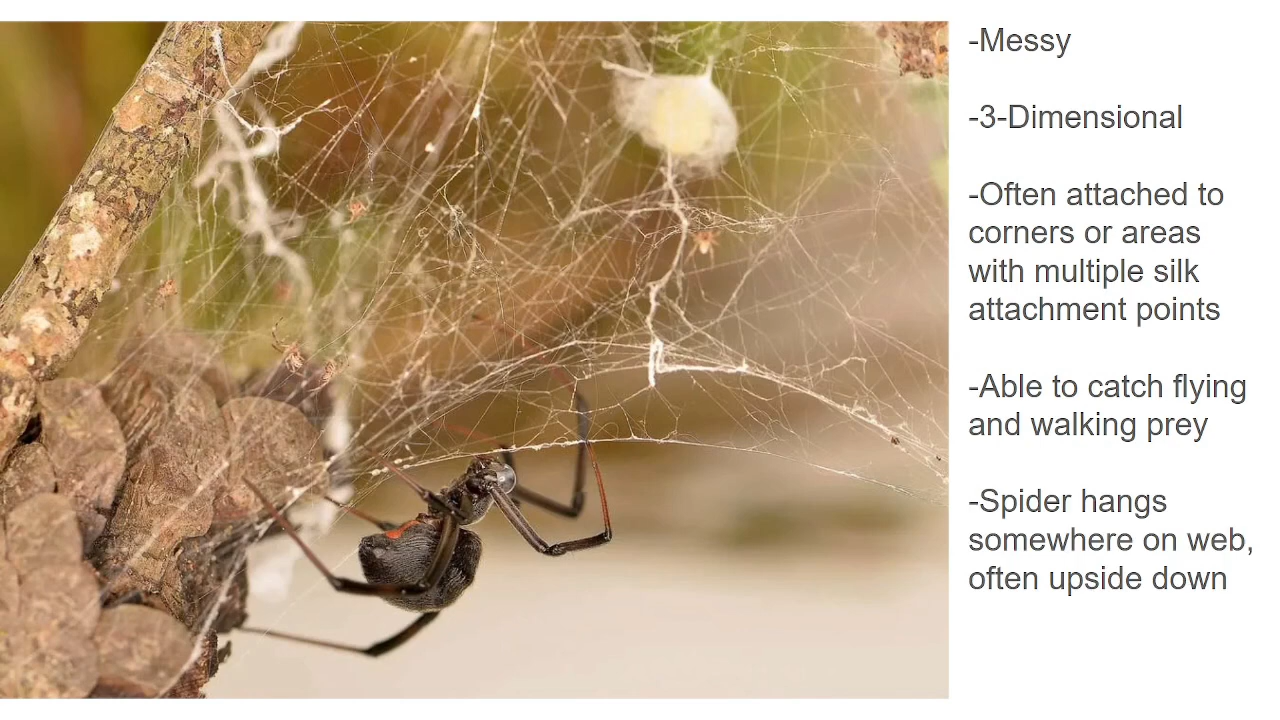 -Messy
-3-Dimensional
-Often attached to
corners or areas
with multiple silk
attachment points
-Able to catch flying
and walking prey
-Spider hangs
somewhere on web,
often upside down